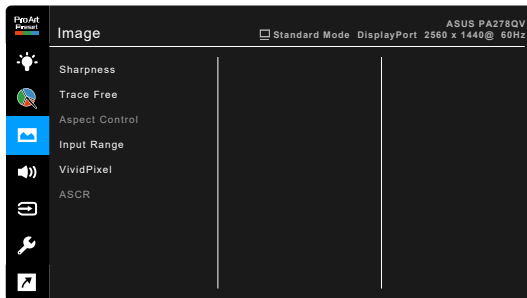 ProArt
Preset
Image
ASUS PA278QV
Standard Mode DisplayPort 2560 x 1440@ 60Hz
Sharpness
Trace Free
Aspect Control
Input Range
VividPixel
ASCR